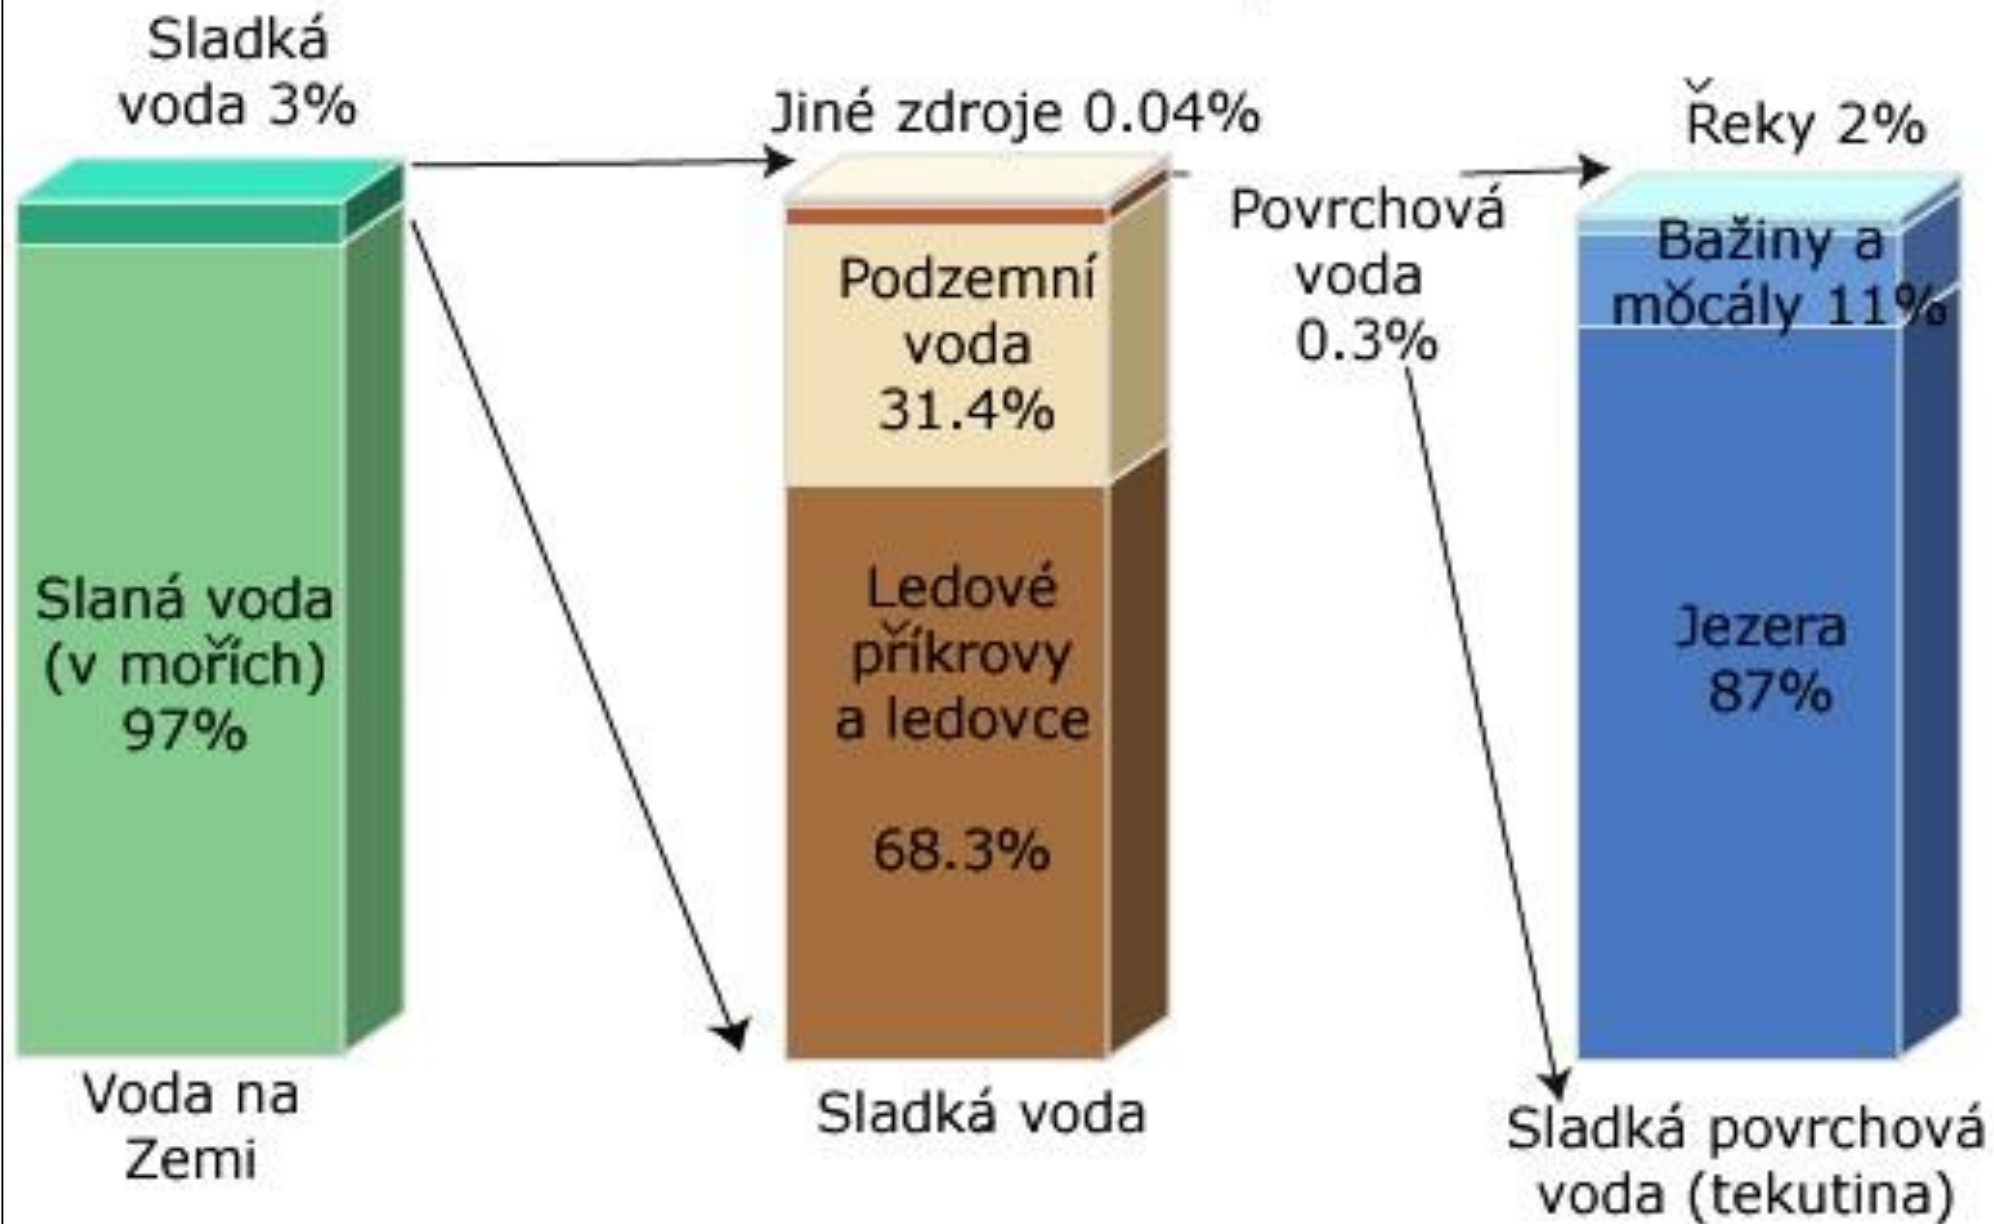 Sladká
voda 3%
Slaná voda
(v mořích)
97%
Voda na
Zemi
Jiné zdroje 0.04%
Podzemní
voda
31.4%
Ledové
příkrovy
a ledovce
68.3%
Sladká voda
Povrchová
voda
0.3%
Řeky 2%
Bažiny a
mǒcály 11%
Jezera
87%
Sladká povrchová
voda (tekutina)